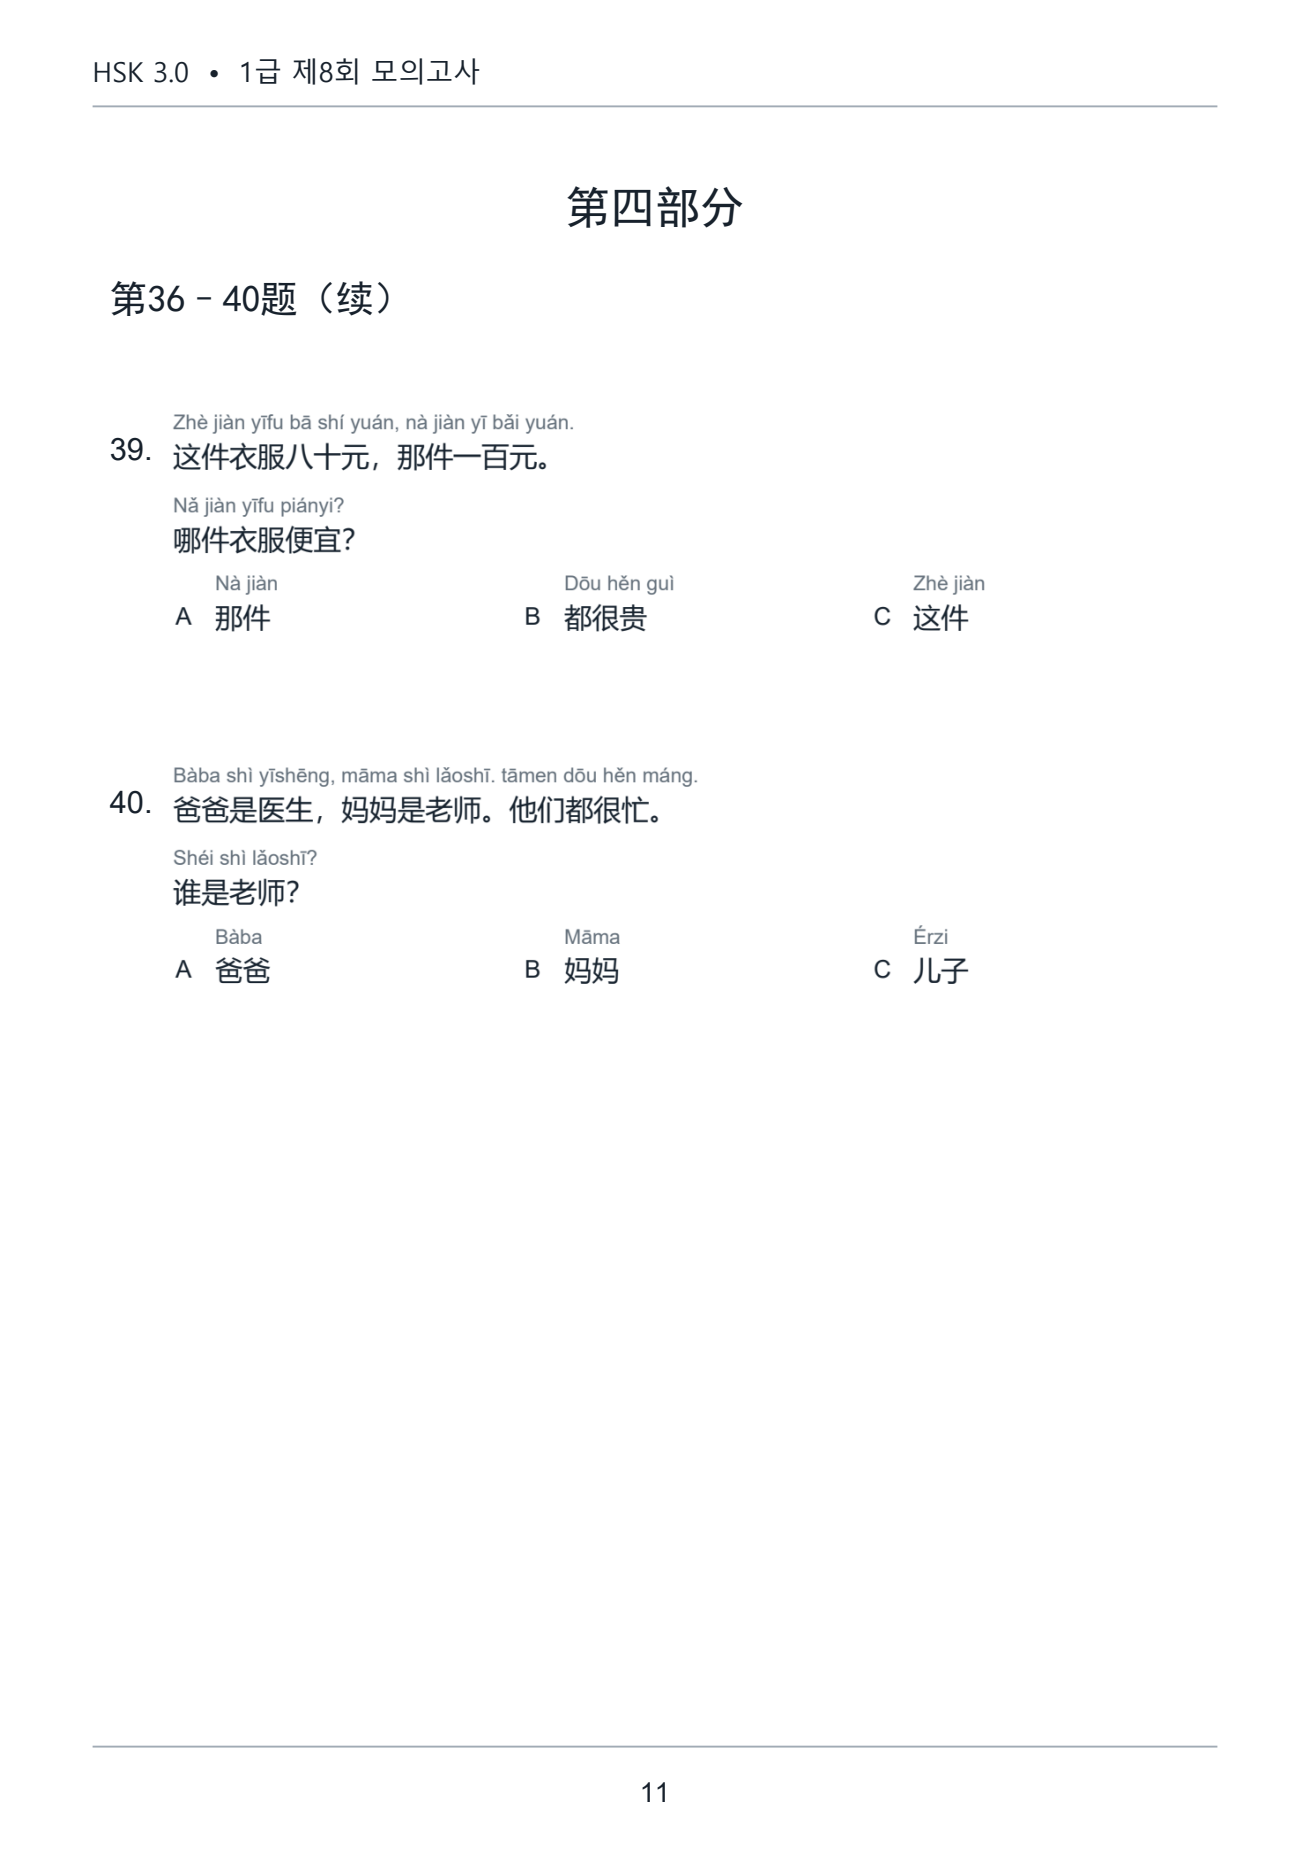 HSK 3.0 • 1급 제8회 모의고사
第四部分
第36－40题（续）
Zhè jiàn yīfu bā shí yuán, nà jiàn yī bǎi yuán.
39. 这件衣服八十元，那件一百元。
Nǎ jiàn yīfu piányi?
哪件衣服便宜？
Nà jiàn Dōu hěn guì Zhè jiàn
A 那件 B 都很贵 C 这件
Bàba shì yīshēng, māma shì lǎoshī. tāmen dōu hěn máng.
40. 爸爸是医生，妈妈是老师。他们都很忙。
Shéi shì lǎoshī?
谁是老师？
Bàba Māma Érzi
A 爸爸 B 妈妈 C 儿子
11